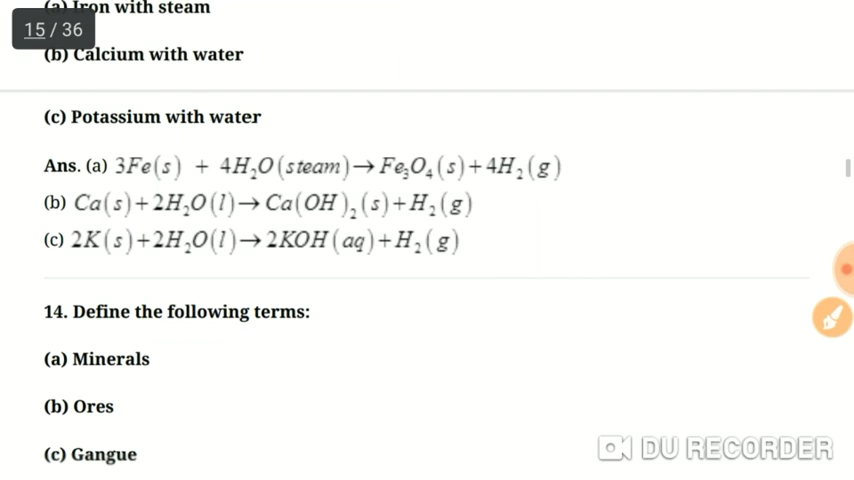 (a) Iron with steam
15 / 36
(b) Calcium with water
(c) Potassium with water
Ans. (a) 3Fe(s) + 4H₂O(steam)→Fe₃O₄(s)+4H₂(g)
(b) Ca(s)+2H₂O(l)→Ca(OH)₂(s)+H₂(g)
(c) 2K(s)+2H₂O(l)→2KOH(aq)+H₂(g)
14. Define the following terms:
(a) Minerals
(b) Ores
(c) Gangue
DU RECORDER